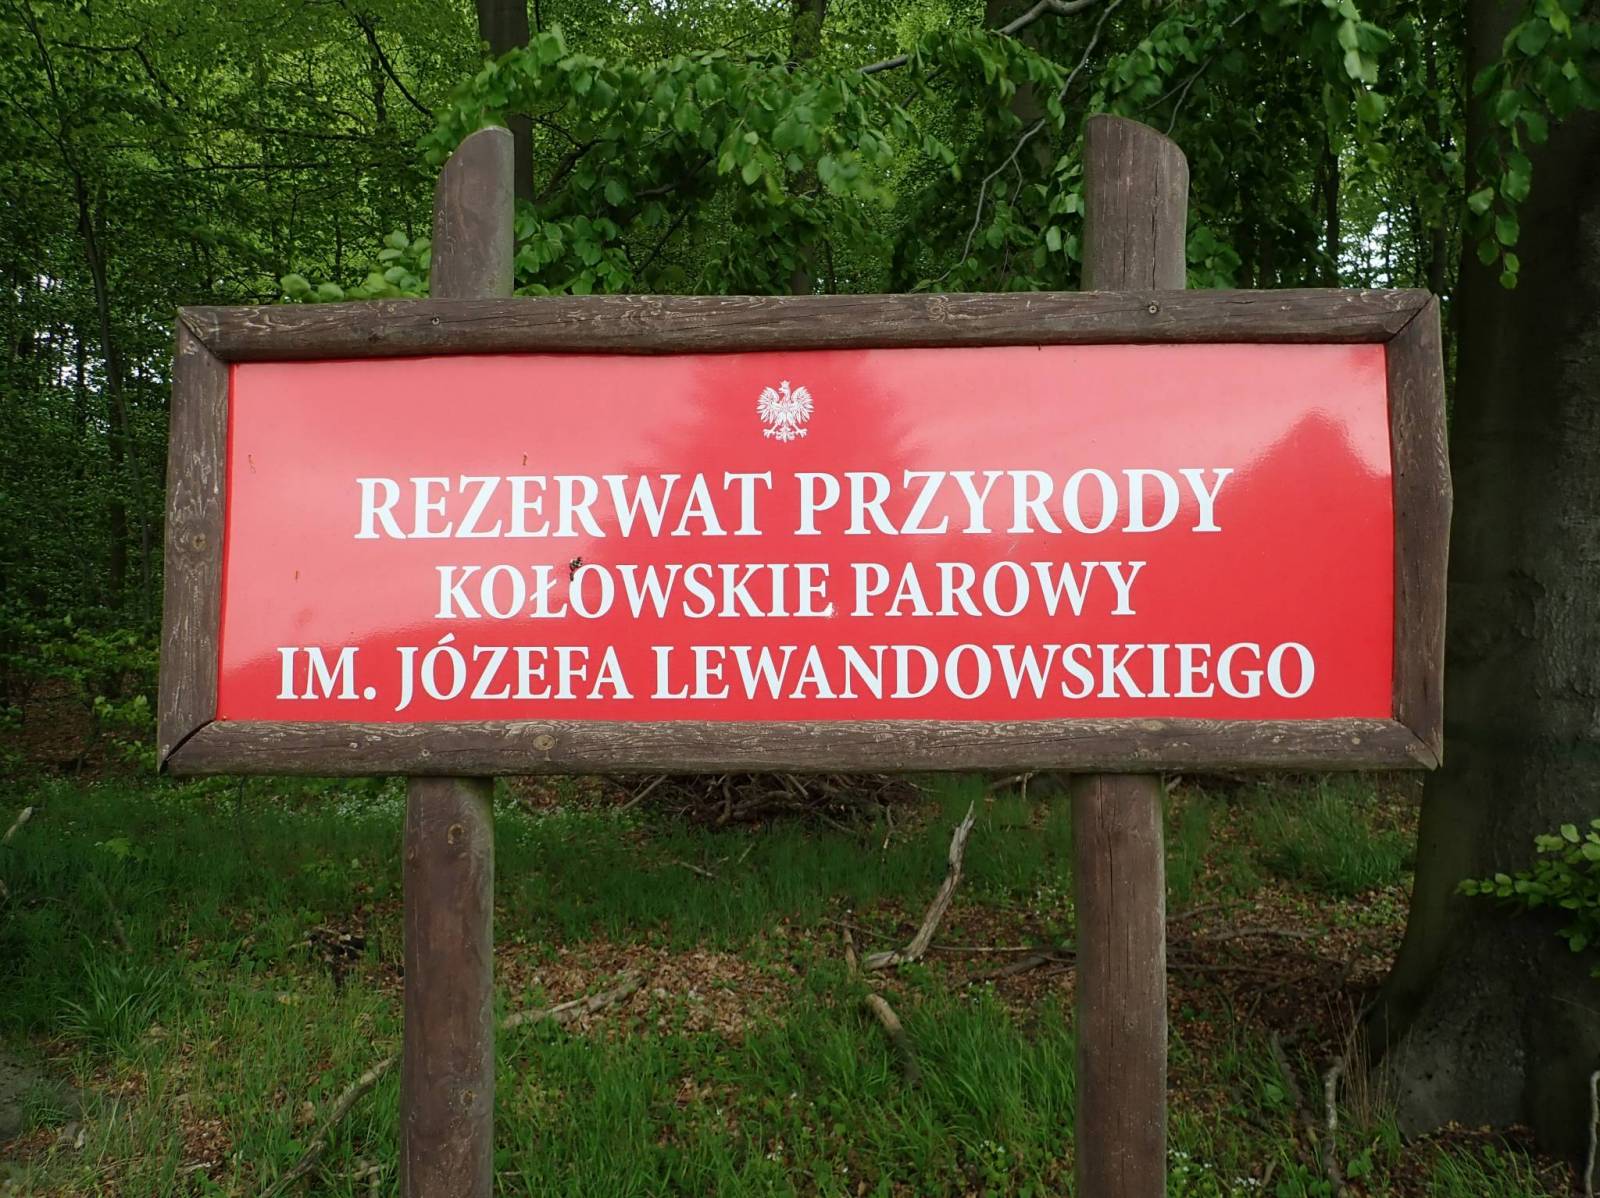 REZERWAT PRZYRODY
KOŁOWSKIE PAROWY
IM. JÓZEFA LEWANDOWSKIEGO